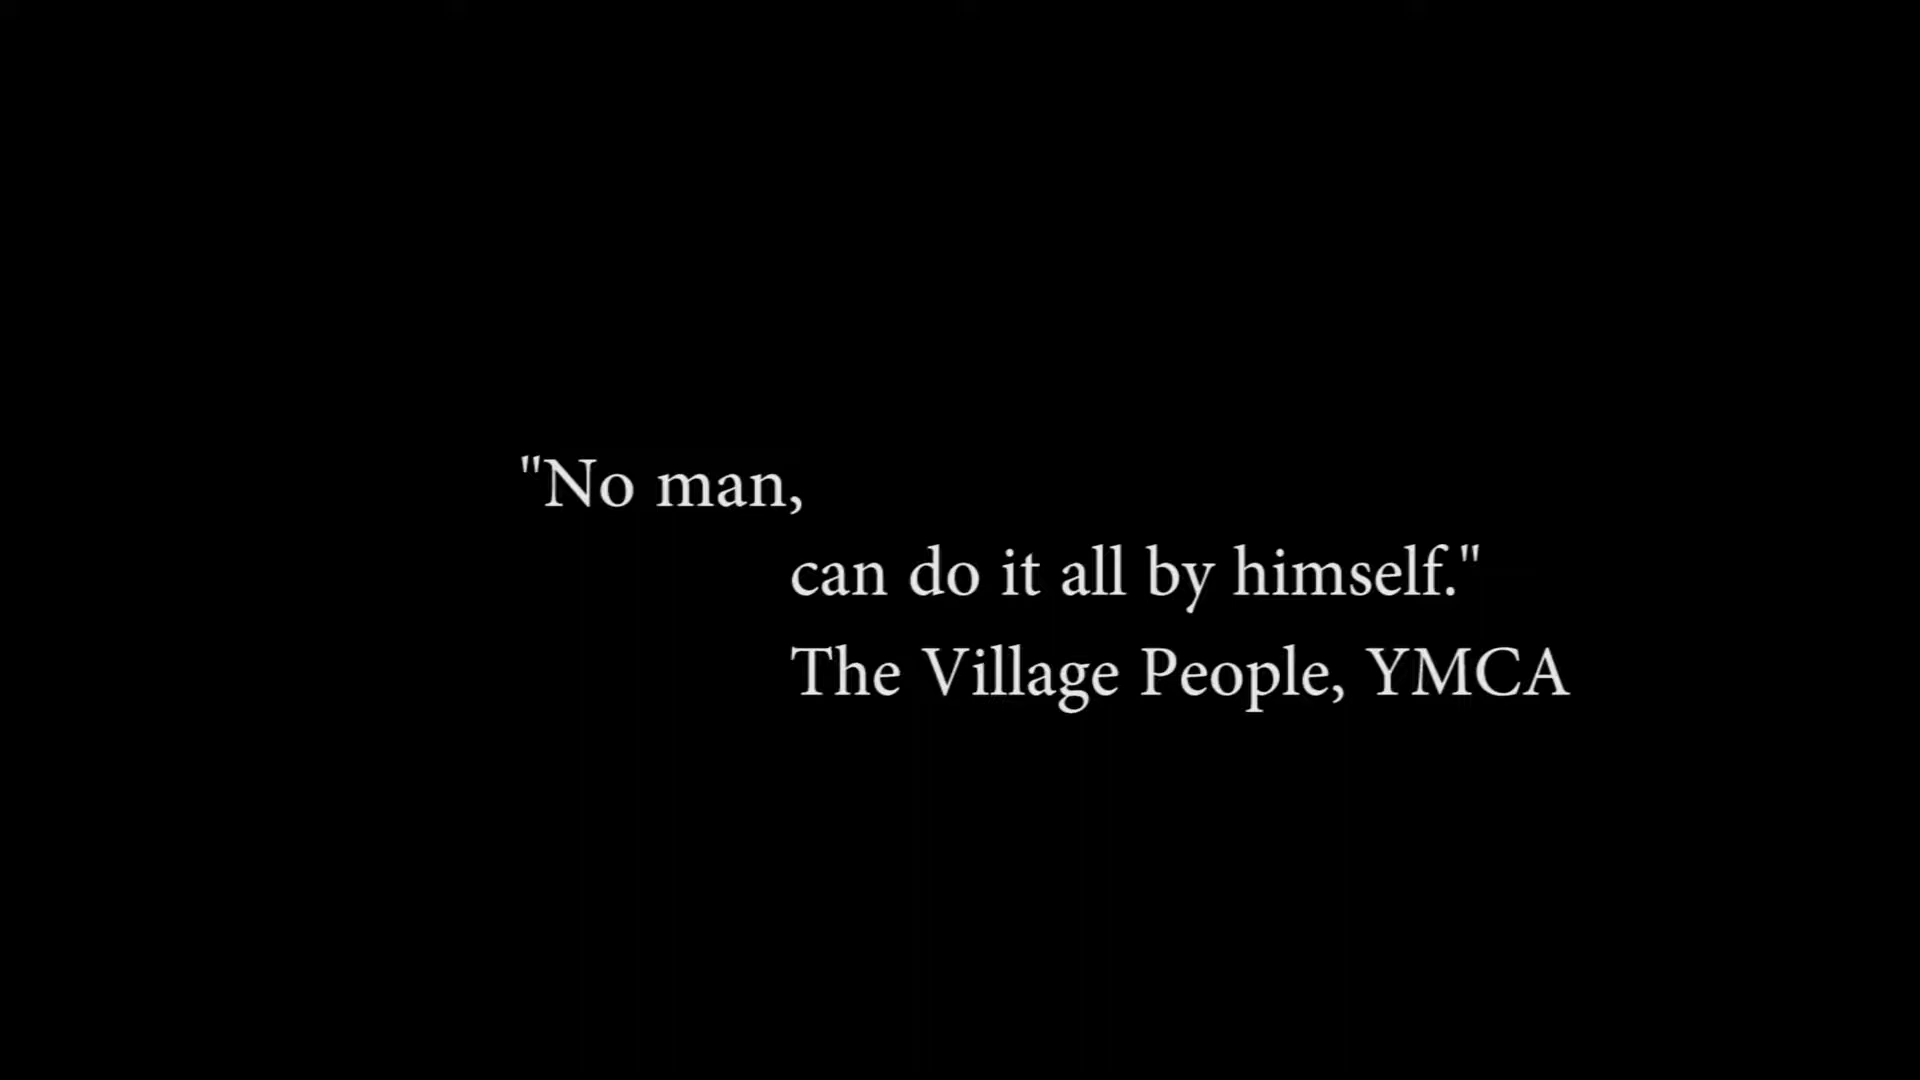 "No man,
can do it all by himself."
The Village People, YMCA